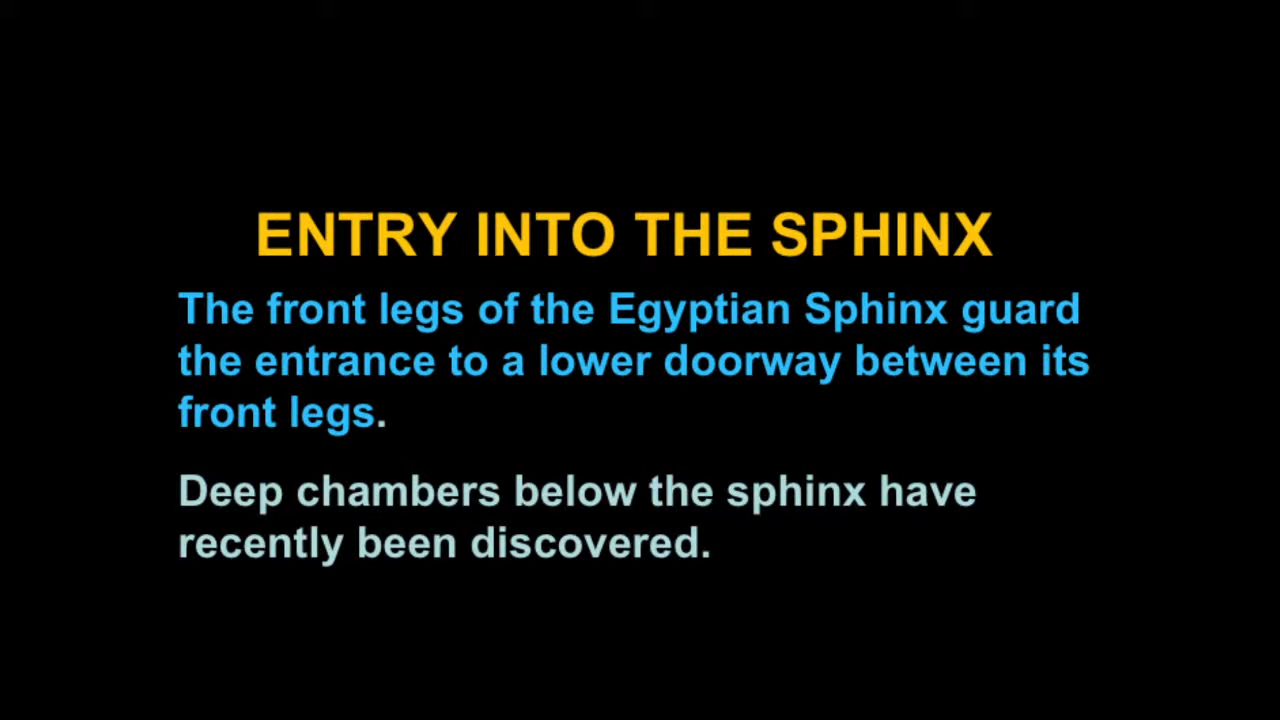 ENTRY INTO THE SPHINX
The front legs of the Egyptian Sphinx guard
the entrance to a lower doorway between its
front legs.
Deep chambers below the sphinx have
recently been discovered.